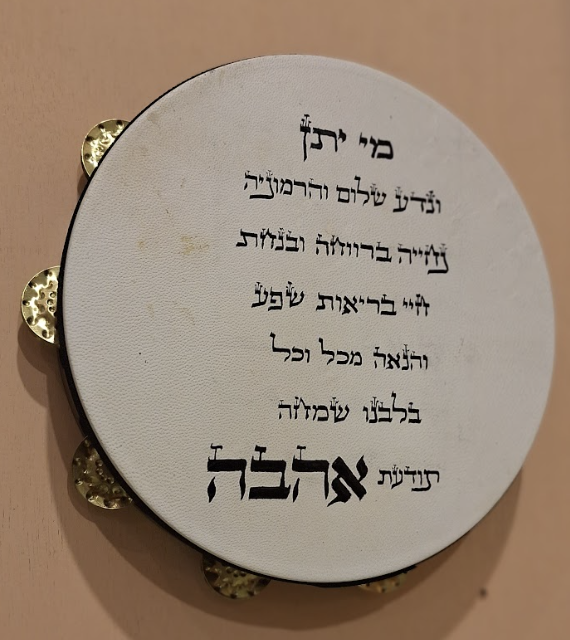 מי יתן
ונדע שלום והרמוניה
נחייה ברווחה ובנחת
חיי בריאות שפע
והנאה מכל וכל
בלבנו שמחה
תודעת אהבה